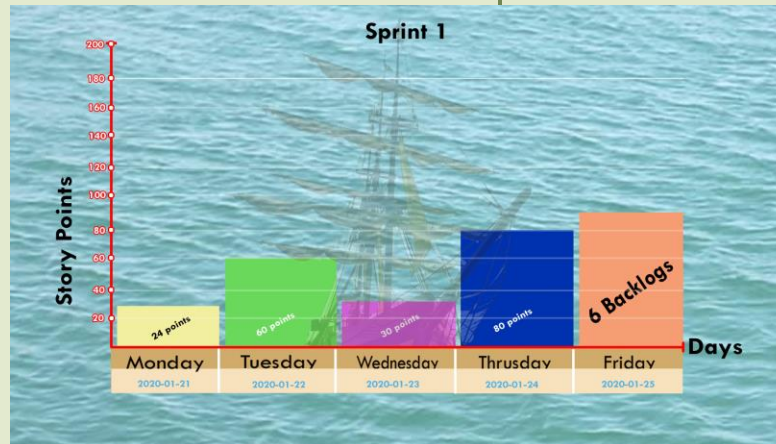 Sprint 1
Story Points
200
180
160
140
120
100
80
60
40
20
24 points
60 points
30 points
80 points
6 Backlogs
Days
Monday Tuesday Wednesday Thrusday Friday
2020-01-21 2020-01-22 2020-01-23 2020-01-24 2020-01-25